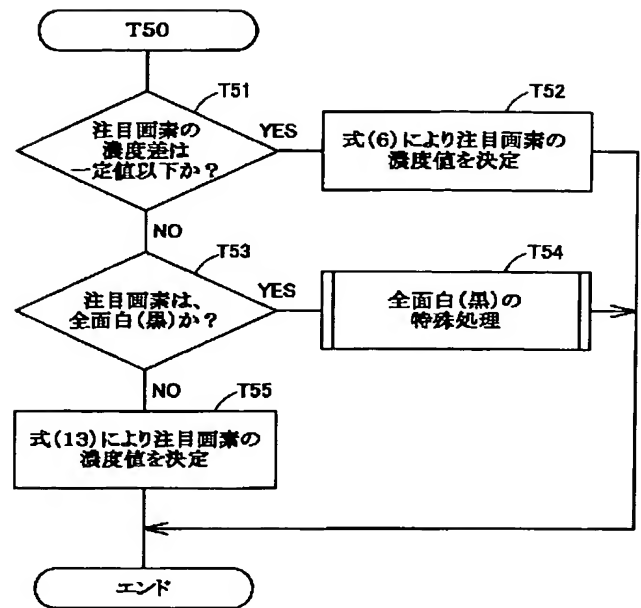 T50
T51
注目画素の
濃度差は
一定値以下か?
YES
T52
式(6)により注目画素の
濃度値を決定
NO
T53
注目画素は、
全面白(黒)か?
YES
T54
全面白(黒)の
特殊処理
NO
T55
式(13)により注目画素の
濃度値を決定
エンド